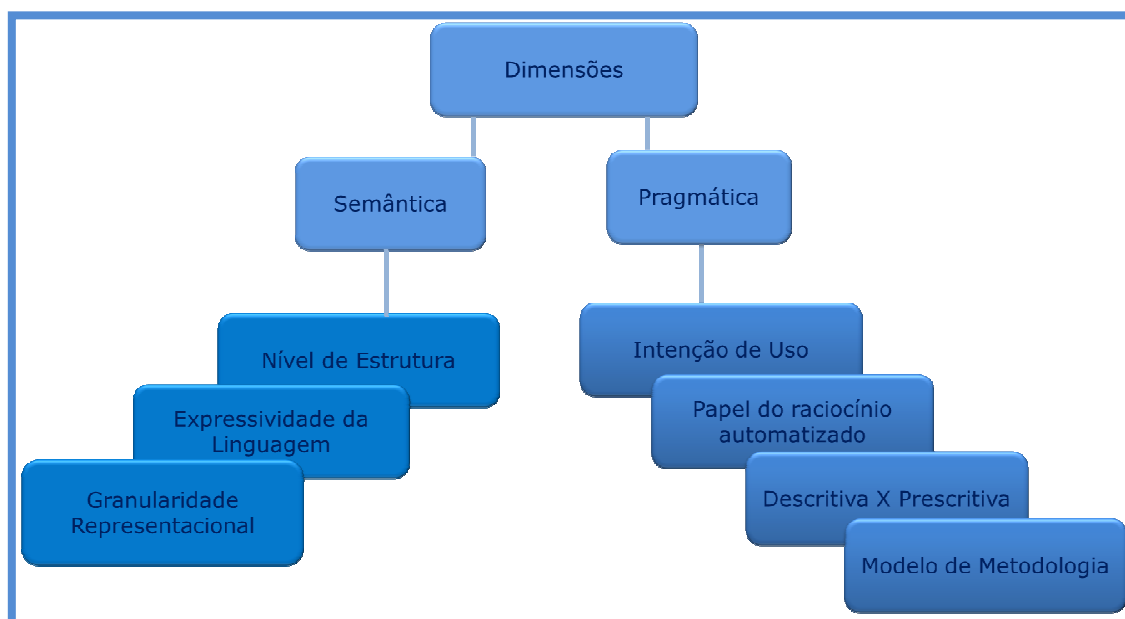 Dimensões
Semântica
Pragmática
Nível de Estrutura
Expressividade da
Linguagem
Granularidade
Representacional
Intenção de Uso
Papel do raciocínio
automatizado
Descritiva X Prescritiva
Modelo de Metodologia